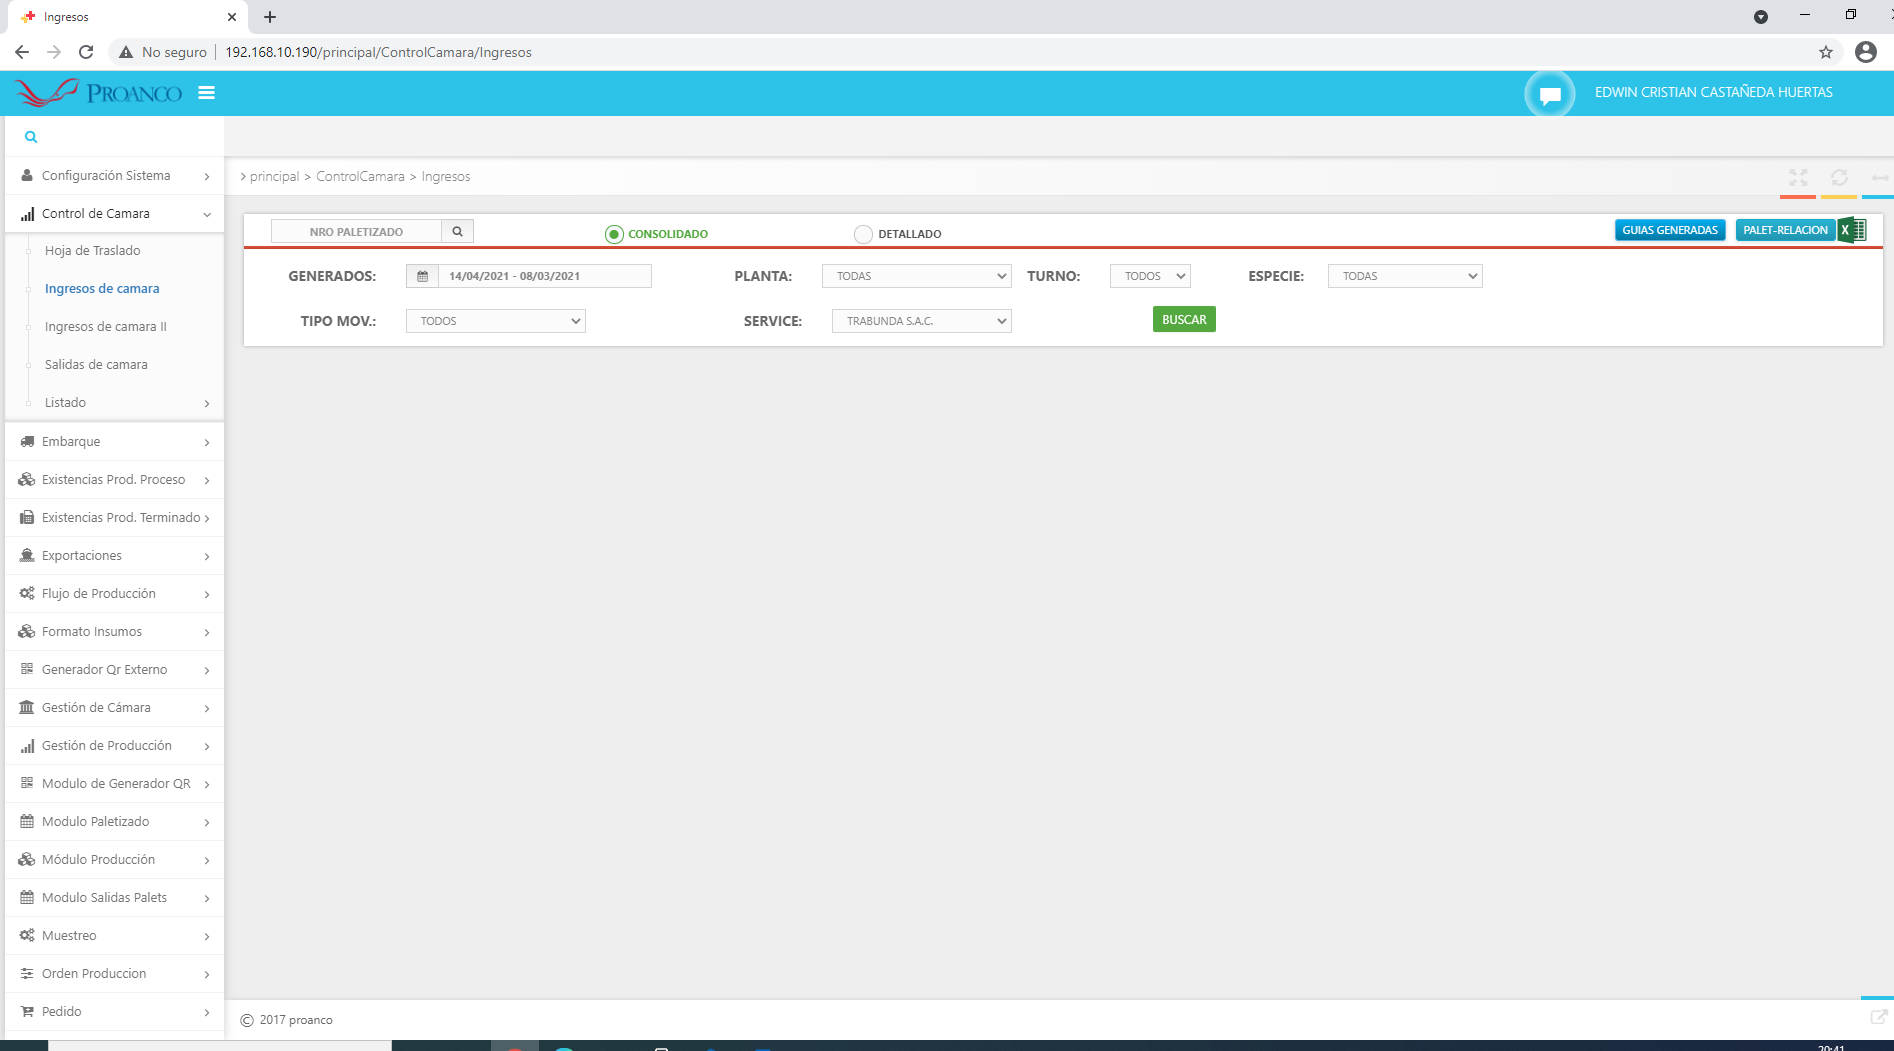 Ingresos
No seguro
192.168.10.190/principal/ControlCamara/Ingresos
PROANCO
EDWIN CRISTIAN CASTAÑEDA HUERTAS
Configuración Sistema
Control de Camara
Hoja de Traslado
Ingresos de camara
Ingresos de camara II
Salidas de camara
Listado
Embarque
Existencias Prod. Proceso
Existencias Prod. Terminado
Exportaciones
Flujo de Producción
Formato Insumos
Generador Qr Externo
Gestión de Cámara
Gestión de Producción
Modulo de Generador QR
Modulo Paletizado
Módulo Producción
Modulo Salidas Palets
Muestreo
Orden Produccion
Pedido
> principal > ControlCamara > Ingresos
NRO PALETIZADO
CONSOLIDADO
DETALLADO
GUIAS GENERADAS
PALET-RELACION
GENERADOS: 14/04/2021 - 08/03/2021 PLANTA: TODAS TURNO: TODOS ESPECIE: TODAS
TIPO MOV.: TODOS SERVICE: TRABUNDA S.A.C. BUSCAR
© 2017 proanco
20:41